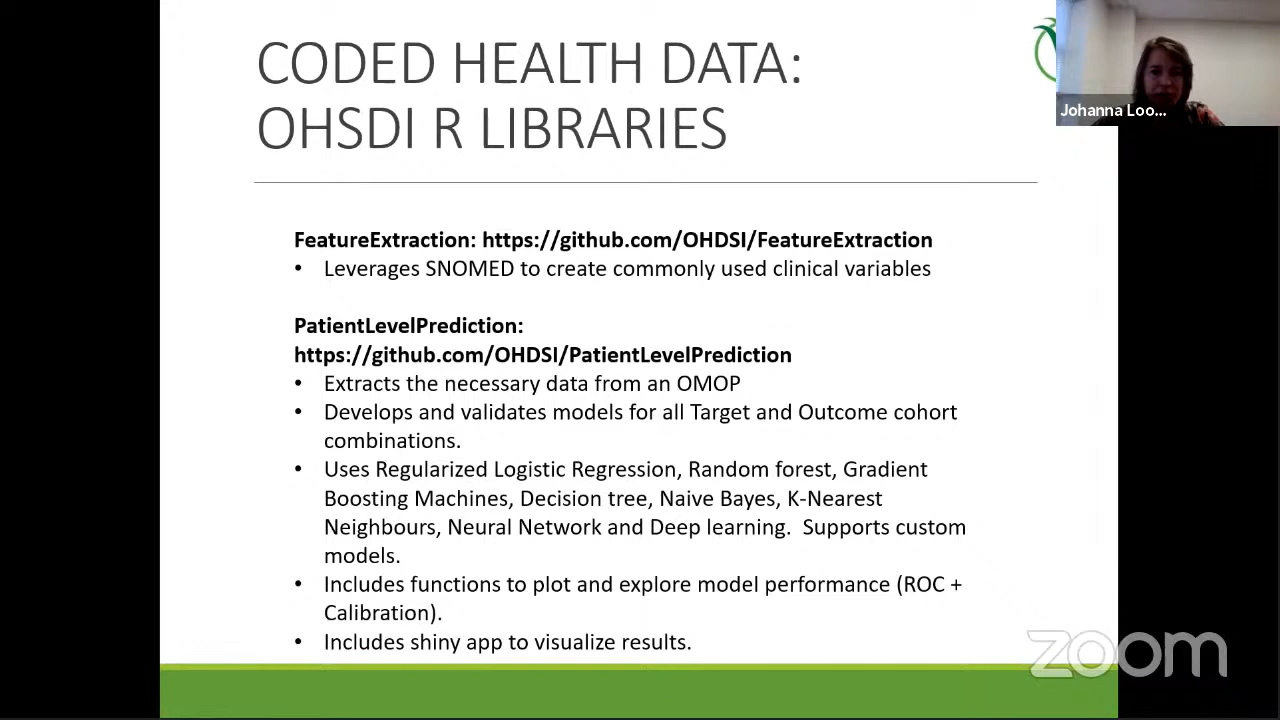 CODED HEALTH DATA:
OHSDI R LIBRARIES
Johanna Loo...
FeatureExtraction: https://github.com/OHDSI/FeatureExtraction
• Leverages SNOMED to create commonly used clinical variables
PatientLevelPrediction:
https://github.com/OHDSI/PatientLevelPrediction
• Extracts the necessary data from an OMOP
• Develops and validates models for all Target and Outcome cohort
combinations.
• Uses Regularized Logistic Regression, Random forest, Gradient
Boosting Machines, Decision tree, Naive Bayes, K-Nearest
Neighbours, Neural Network and Deep learning.  Supports custom
models.
• Includes functions to plot and explore model performance (ROC +
Calibration).
• Includes shiny app to visualize results.
zoom